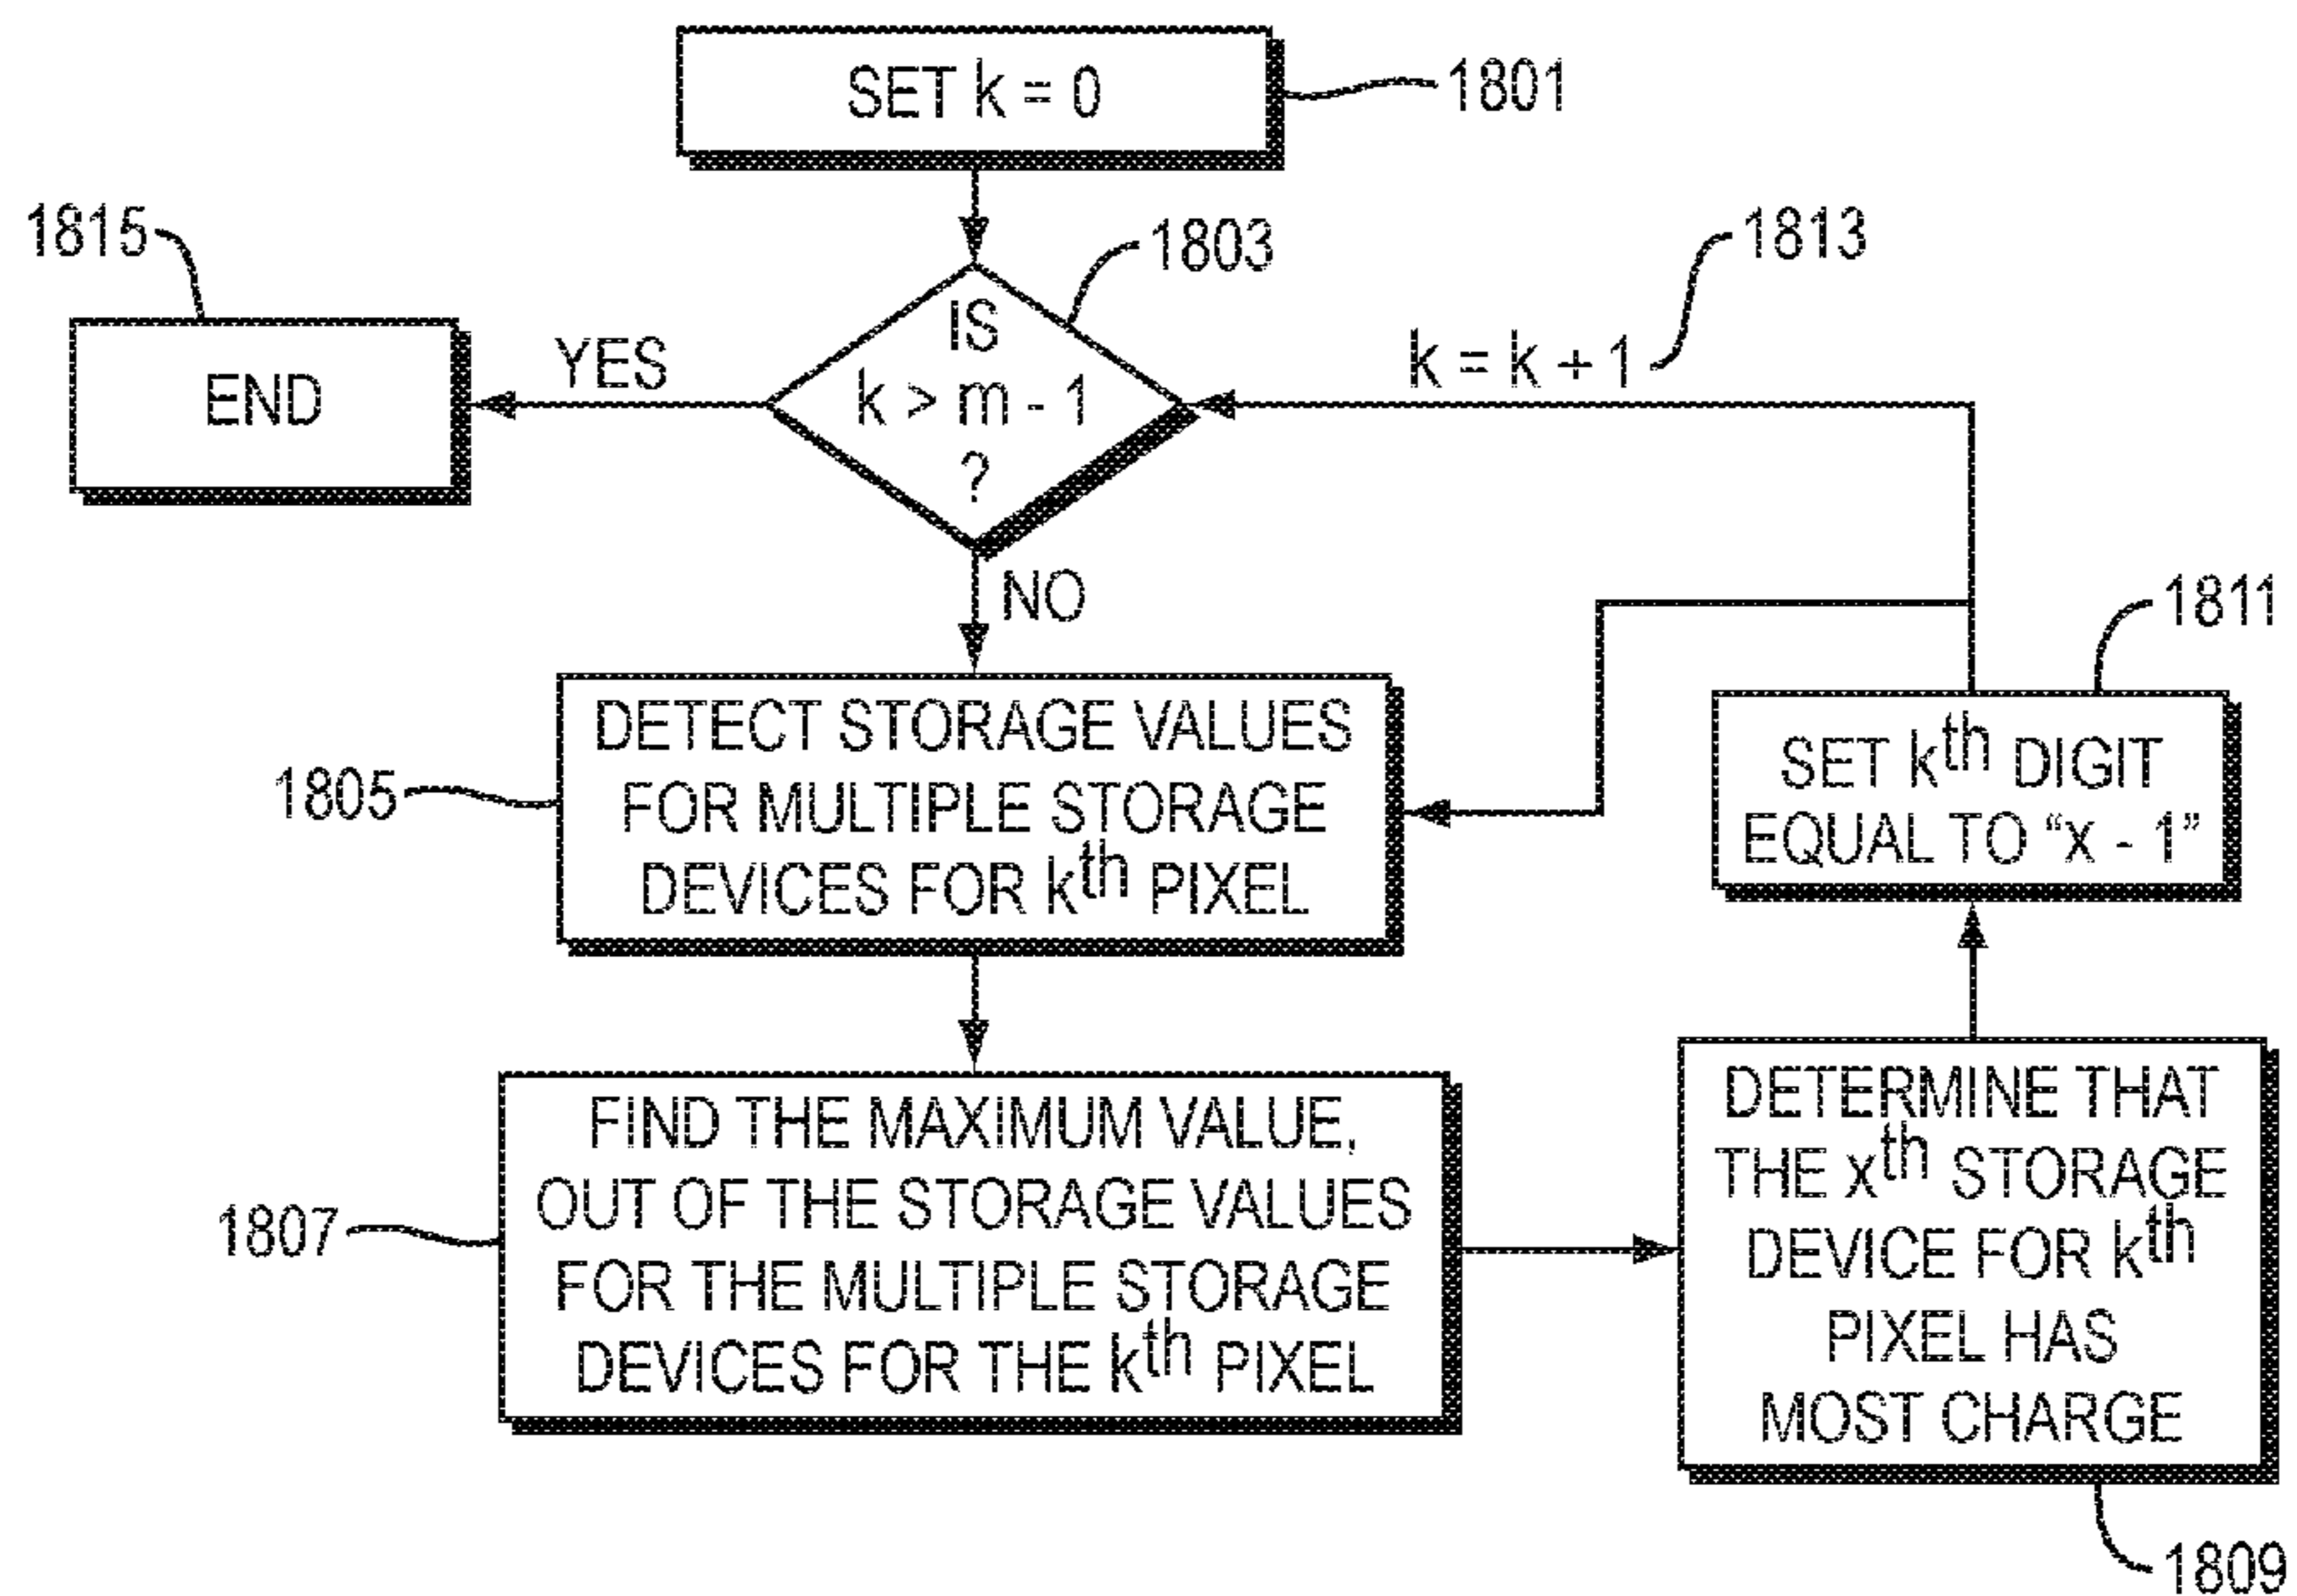 SET k = 0
1801
1815
1803
1813
END
YES
IS
k > m - 1
?
k = k + 1
NO
1811
1805
DETECT STORAGE VALUES
FOR MULTIPLE STORAGE
DEVICES FOR kth PIXEL
SET kth DIGIT
EQUAL TO “x - 1”
1807
FIND THE MAXIMUM VALUE,
OUT OF THE STORAGE VALUES
FOR THE MULTIPLE STORAGE
DEVICES FOR THE kth PIXEL
DETERMINE THAT
THE xth STORAGE
DEVICE FOR kth
PIXEL HAS
MOST CHARGE
1809